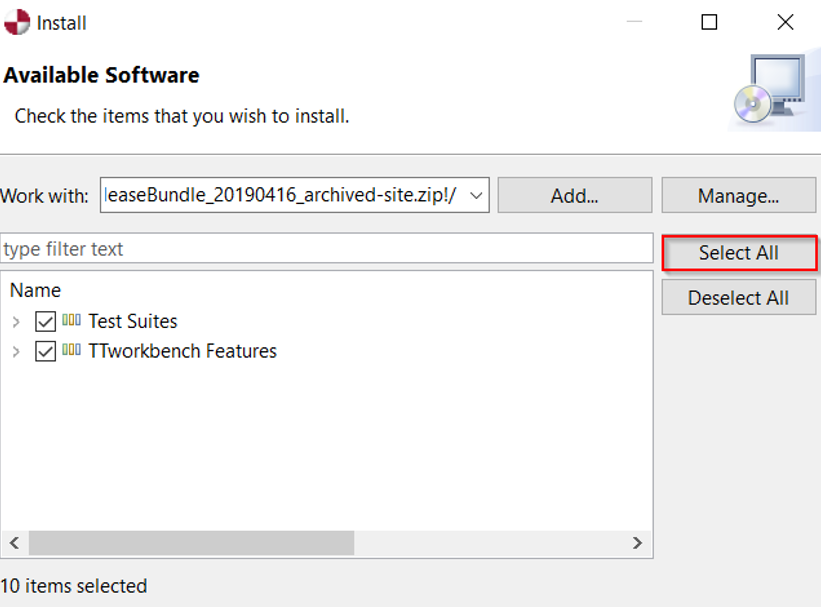 Install
Available Software
Check the items that you wish to install.
Work with: leaseBundle_20190416_archived-site.zip!/ Add... Manage...
type filter text Select All
Deselect All
Name
Test Suites
TTworkbench Features
10 items selected